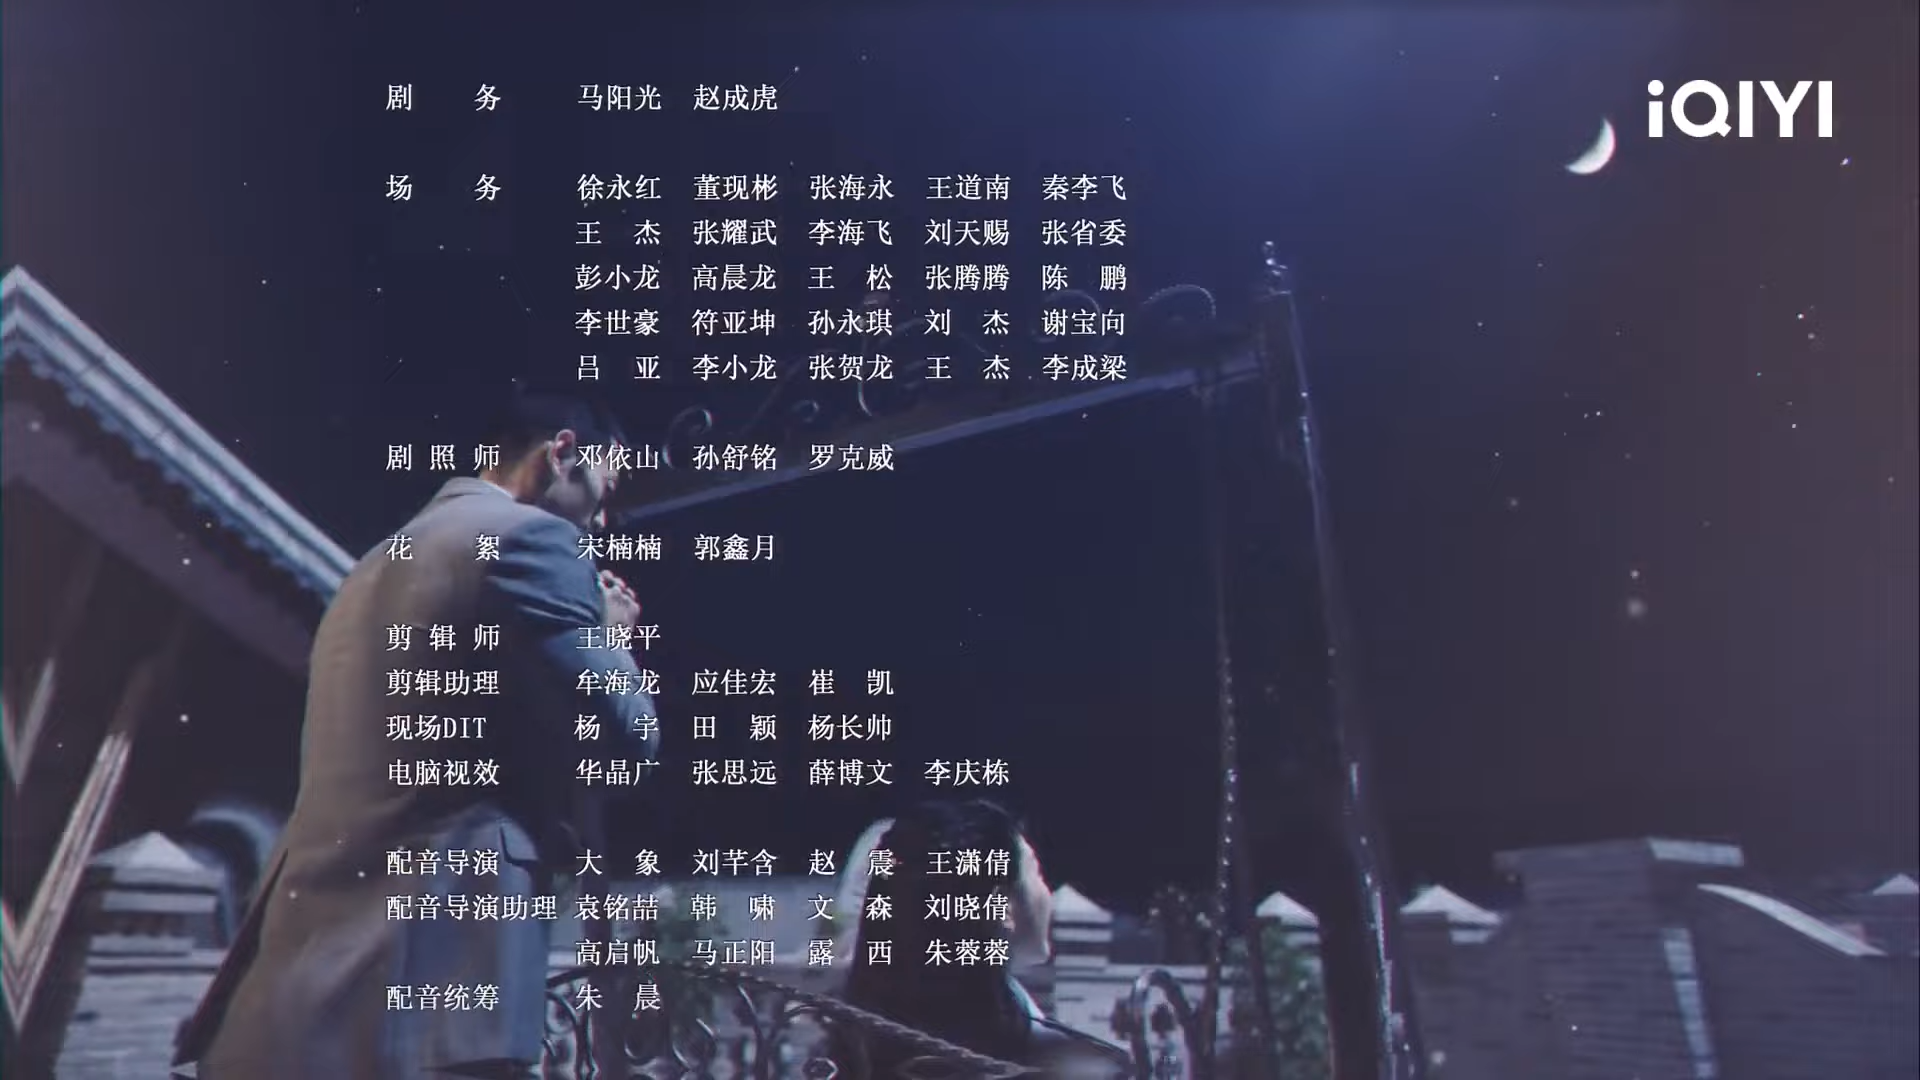 iQIYI
剧 务 马阳光 赵成虎
场 务 徐永红 董现彬 张海永 王道南 秦李飞
王 杰 张耀武 李海飞 刘天赐 张省委
彭小龙 高晨龙 王 松 张腾腾 陈 鹏
李世豪 符亚坤 孙永琪 刘 杰 谢宝向
吕 亚 李小龙 张贺龙 王 杰 李成梁
剧 照 师 邓依山 孙舒铭 罗克威
花 絮 宋楠楠 郭鑫月
剪 辑 师 王晓平
剪辑助理 牟海龙 应佳宏 崔 凯
现场DIT 杨 宇 田 颖 杨长帅
电脑视效 华晶广 张思远 薛博文 李庆栋
配音导演 大 象 刘芊含 赵 震 王潇倩
配音导演助理 袁铭喆 韩 啸 文 森 刘晓倩
高启帆 马正阳 露 西 朱蓉蓉
配音统筹 朱 晨